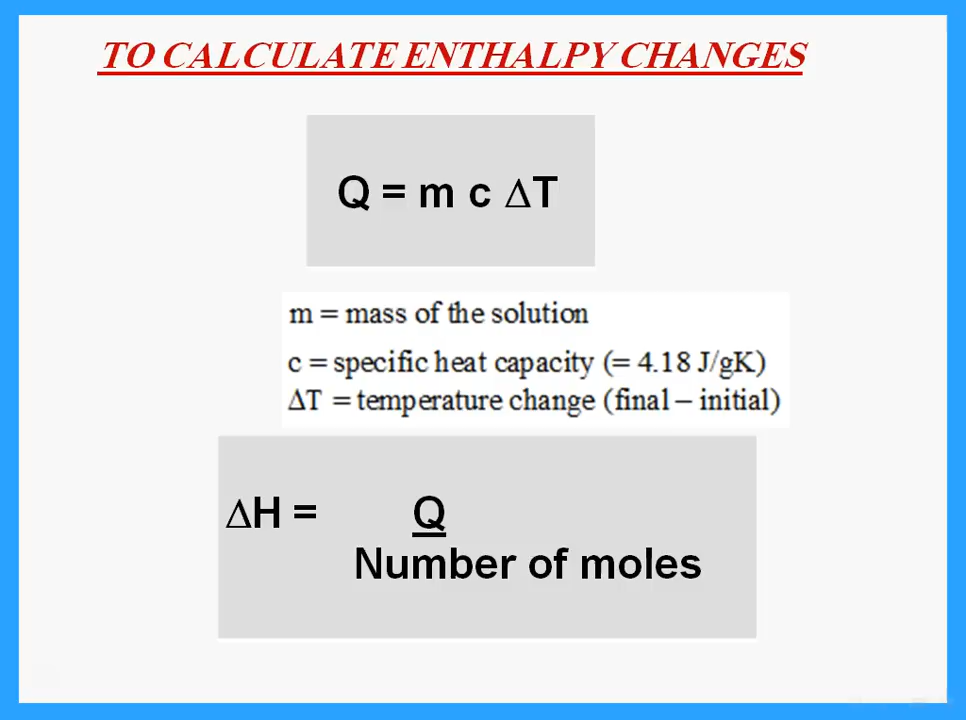 TO CALCULATE ENTHALPY CHANGES
Q = m c ΔT
m = mass of the solution
c = specific heat capacity (= 4.18 J/gK)
ΔT = temperature change (final – initial)
ΔH = Q
Number of moles